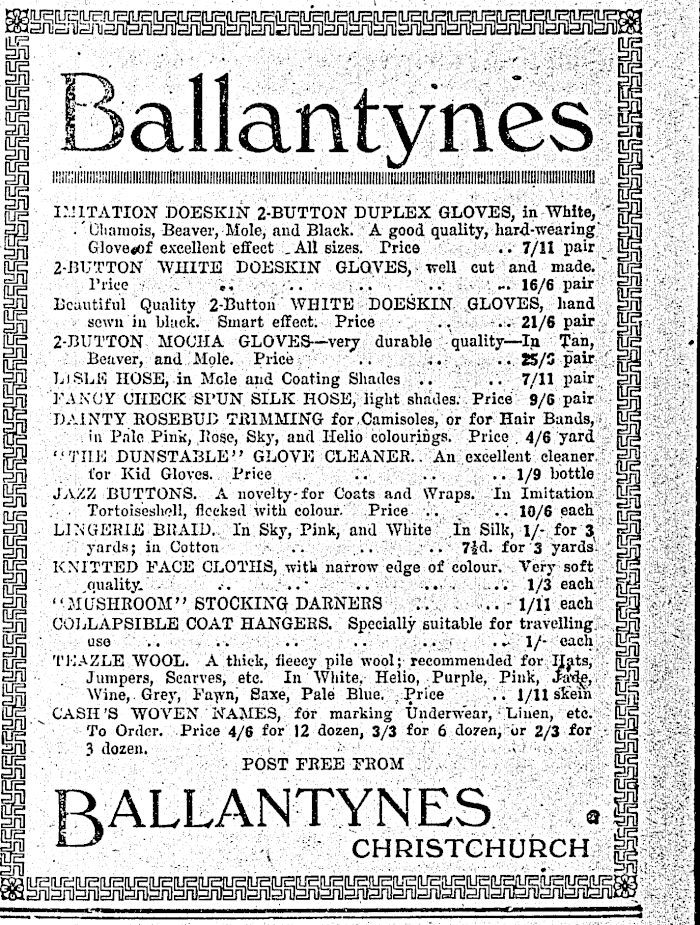 Ballantynes
IMITATION DOESKIN 2-BUTTON DUPLEX GLOVES, in White,
Chamois, Beaver, Mole, and Black. A good quality, hard-wearing
Glove of excellent effect. All sizes. Price .. 7/11 pair
2-BUTTON WHITE DOESKIN GLOVES, well cut and made.
Price .. .. .. .. .. 16/6 pair
Beautiful Quality 2-Button WHITE DOESKIN GLOVES, hand
sewn in black. Smart effect. Price .. .. 21/6 pair
2-BUTTON MOCHA GLOVES—very durable quality—In Tan,
Beaver, and Mole. Price .. .. .. pair
LISLE HOSE, in Mole and Coating Shades .. .. 7/11 pair
FANCY CHECK SPUN SILK HOSE, light shades. Price 9/6 pair
DAINTY ROSEBUD TRIMMING for Camisoles, or for Hair Bands,
in Pale Pink, Rose, Sky, and Helio colourings. Price 4/6 yard
"THE DUNSTABLE" GLOVE CLEANER. An excellent cleaner
for Kid Gloves. Price .. .. .. 1/9 bottle
JAZZ BUTTONS. A novelty for Coats and Wraps. In Imitation
Tortoiseshell, flecked with colour. Price .. .. 10/6 each
LINGERIE BRAID. In Sky, Pink, and White In Silk, 1/- for 3
yards; in Cotton .. .. .. 7½d. for 3 yards
KNITTED FACE CLOTHS, with narrow edge of colour. Very soft
quality. .. .. .. .. .. 1/3 each
"MUSHROOM" STOCKING DARNERS .. .. 1/11 each
COLLAPSIBLE COAT HANGERS. Specially suitable for travelling
use .. .. .. .. .. 1/- each
TEAZLE WOOL. A thick, fleecy pile wool; recommended for Hats,
Jumpers, Scarves, etc. In White, Helio, Purple, Pink, Jade,
Wine, Grey, Fawn, Saxe, Pale Blue. Price .. 1/11 skein
CASH'S WOVEN NAMES, for marking Underwear, Linen, etc.
To Order. Price 4/6 for 12 dozen, 3/3 for 6 dozen, or 2/3 for
3 dozen.
POST FREE FROM
BALLANTYNES
CHRISTCHURCH